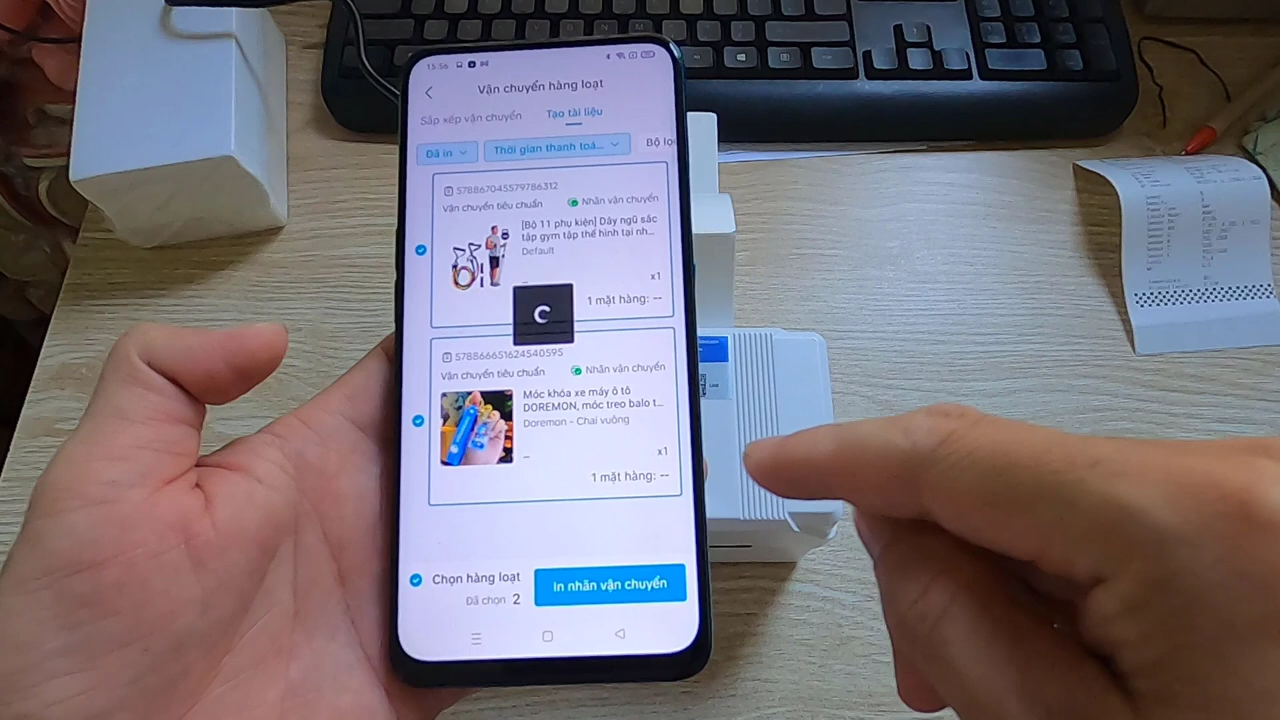 15:56
Vận chuyển hàng loạt
Sắp xếp vận chuyển
Tạo tài liệu
Đã in
Thời gian thanh toá...
Bộ lọ
578867045579786312
Vận chuyển tiêu chuẩn
Nhãn vận chuyển
[Bộ 11 phụ kiện] Dây ngũ sắc
tập gym tập thể hình tại nh...
Default
x1
1 mặt hàng: --
578866651624540595
Vận chuyển tiêu chuẩn
Nhãn vận chuyển
Móc khóa xe máy ô tô
DOREMON, móc treo balo t...
Doremon - Chai vuông
x1
1 mặt hàng: --
Chọn hàng loạt
Đã chọn 2
In nhãn vận chuyển